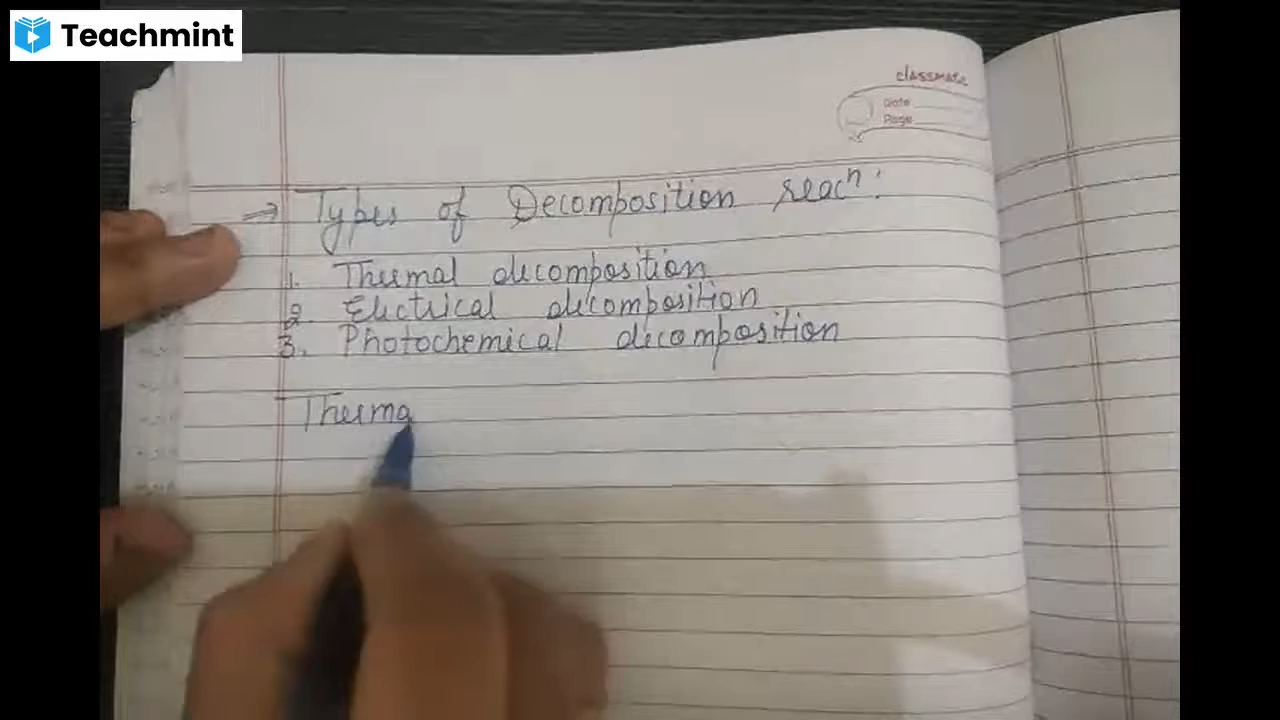 Teachmint
classmate
Date
Page
⇒ Types of Decomposition reacⁿ:
1. Thermal decomposition
2. Electrical decomposition
3. Photochemical decomposition
Therma